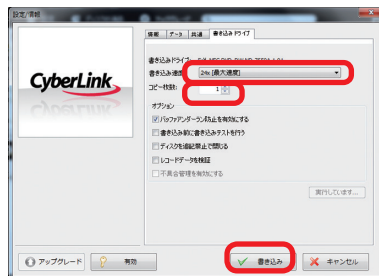 設定/情報
情報 データ 共通 書き込みドライブ
書き込みドライブ:
書き込み速度: 24x [最大速度]
コピー枚数: 1
オプション
バッファアンダーラン防止を有効にする
書き込み前に書き込みテストを行う
ディスクを追記禁止で閉じる
レコードデータを検証
不具合管理を有効にする
実行しています...
CyberLink
アップグレード 有効 書き込み キャンセル